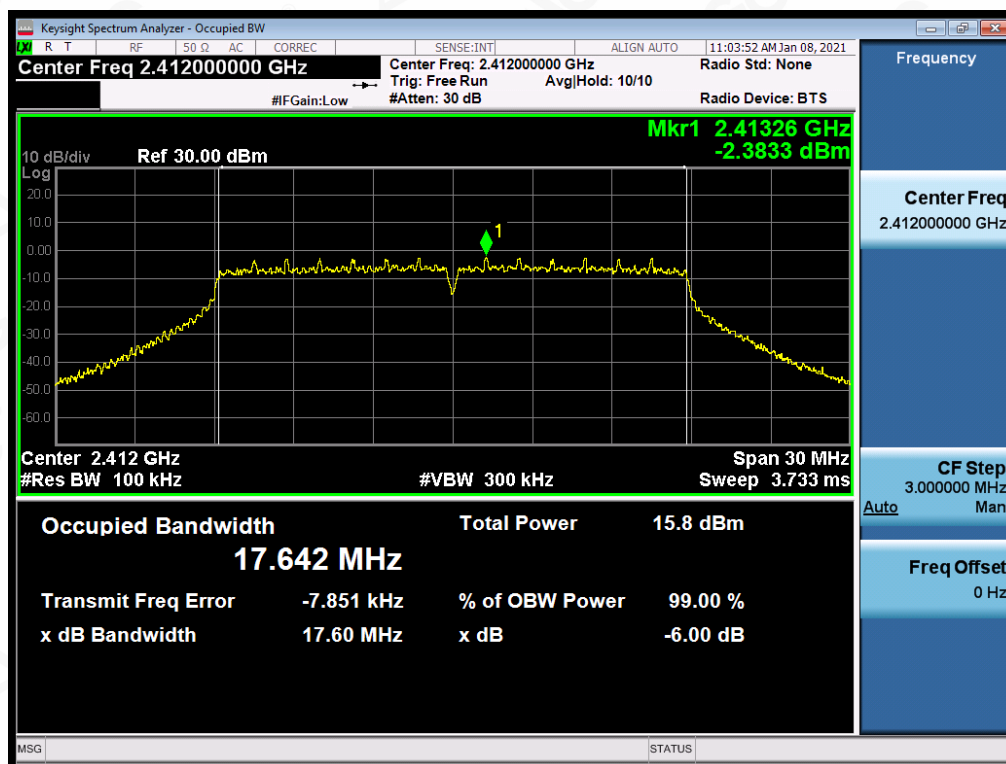 Keysight Spectrum Analyzer - Occupied BW
LXI R T RF 50 Ω AC CORREC SENSE:INT ALIGN AUTO 11:03:52 AM Jan 08, 2021
Center Freq 2.412000000 GHz
Center Freq: 2.412000000 GHz Radio Std: None
Trig: Free Run Avg|Hold: 10/10
#IFGain:Low #Atten: 30 dB Radio Device: BTS
Frequency
Mkr1 2.41326 GHz
-2.3833 dBm
10 dB/div Ref 30.00 dBm
Log
20.0
10.0
0.00
-10.0
-20.0
-30.0
-40.0
-50.0
-60.0
1
Center 2.412 GHz Span 30 MHz
#Res BW 100 kHz #VBW 300 kHz Sweep 3.733 ms
Occupied Bandwidth Total Power 15.8 dBm
17.642 MHz
Transmit Freq Error -7.851 kHz % of OBW Power 99.00 %
x dB Bandwidth 17.60 MHz x dB -6.00 dB
Center Freq
2.412000000 GHz
CF Step
3.000000 MHz
Auto Man
Freq Offset
0 Hz
MSG STATUS